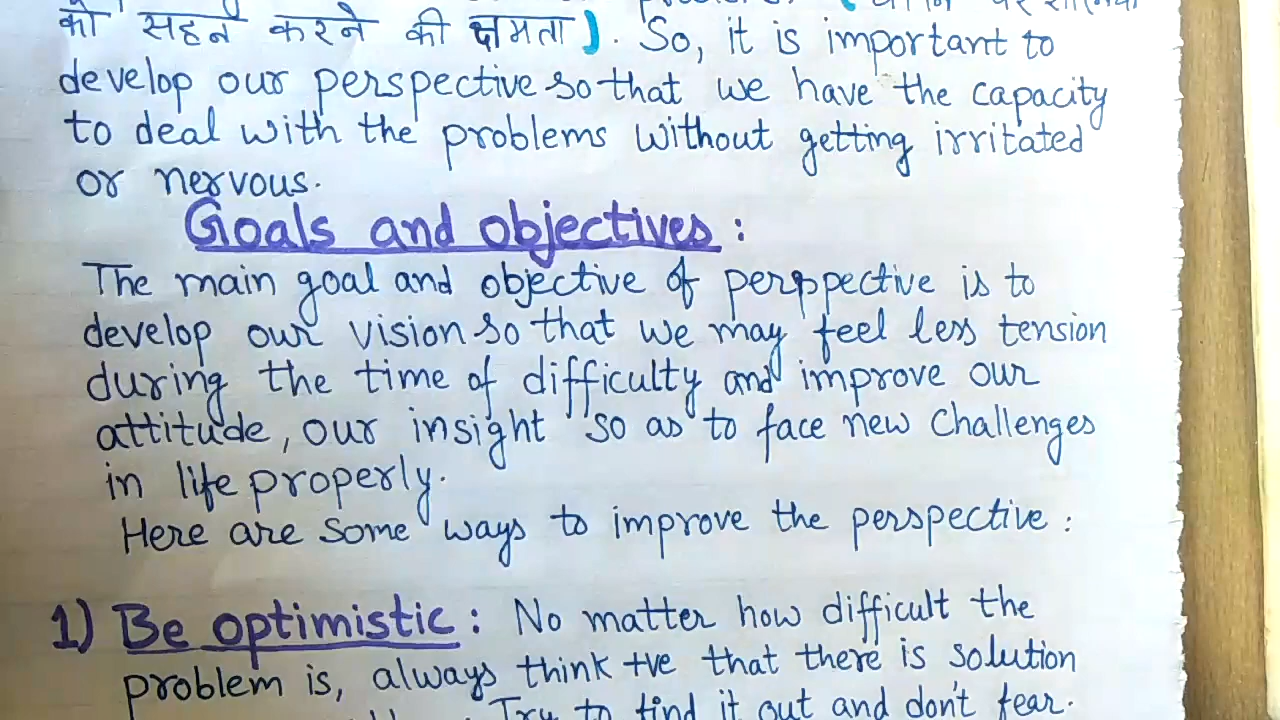 को सहन करने की क्षमता). So, it is important to
develop our perspective so that we have the capacity
to deal with the problems without getting irritated
or nervous.
Goals and objectives :
The main goal and objective of perppective is to
develop our vision so that we may feel less tension
during the time of difficulty and improve our
attitude, our insight so as to face new challenges
in life properly.
Here are some ways to improve the perspective :
1) Be optimistic : No matter how difficult the
problem is, always think +ve that there is solution
Try to find it out and don't fear.